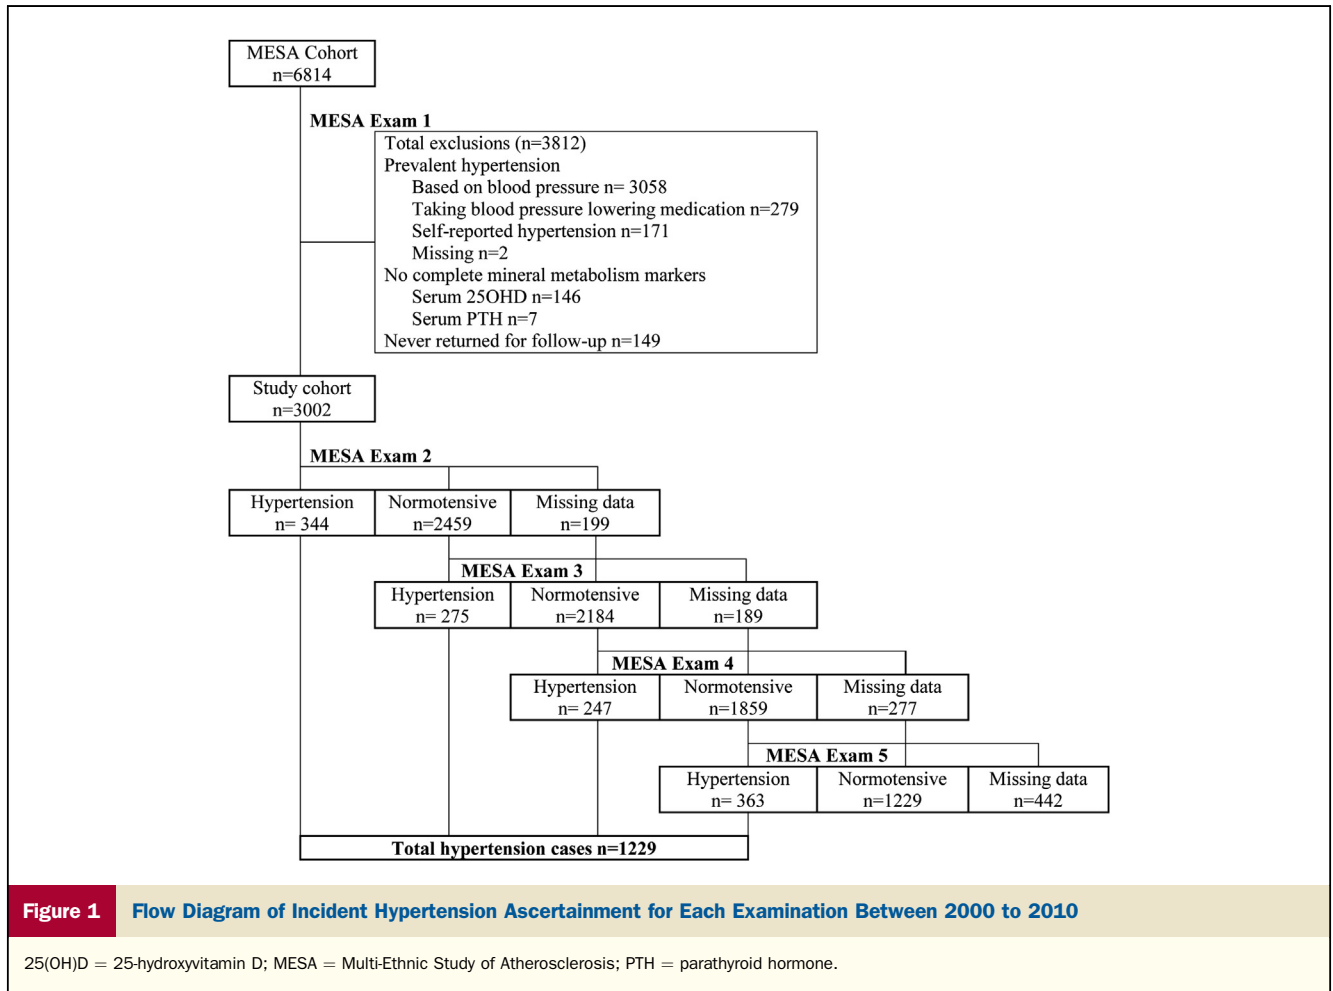 MESA Cohort
n=6814
MESA Exam 1
Total exclusions (n=3812)
Prevalent hypertension
Based on blood pressure n= 3058
Taking blood pressure lowering medication n=279
Self-reported hypertension n=171
Missing n=2
No complete mineral metabolism markers
Serum 25OHD n=146
Serum PTH n=7
Never returned for follow-up n=149
Study cohort
n=3002
MESA Exam 2
Hypertension
n= 344
Normotensive
n=2459
Missing data
n=199
MESA Exam 3
Hypertension
n= 275
Normotensive
n=2184
Missing data
n=189
MESA Exam 4
Hypertension
n= 247
Normotensive
n=1859
Missing data
n=277
MESA Exam 5
Hypertension
n= 363
Normotensive
n=1229
Missing data
n=442
Total hypertension cases n=1229
Figure 1 Flow Diagram of Incident Hypertension Ascertainment for Each Examination Between 2000 to 2010
25(OH)D = 25-hydroxyvitamin D; MESA = Multi-Ethnic Study of Atherosclerosis; PTH = parathyroid hormone.